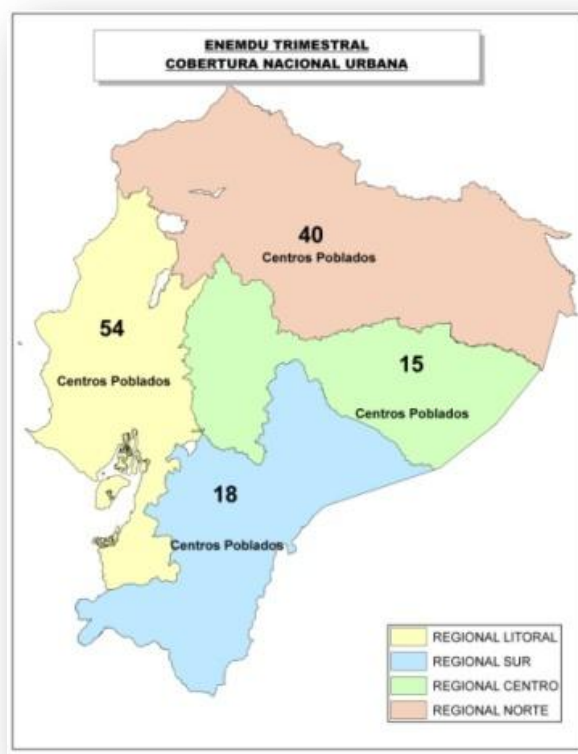 ENEMDU TRIMESTRAL
COBERTURA NACIONAL URBANA
40
Centros Poblados
54
Centros Poblados
15
Centros Poblados
18
Centros Poblados
REGIONAL LITORAL
REGIONAL SUR
REGIONAL CENTRO
REGIONAL NORTE